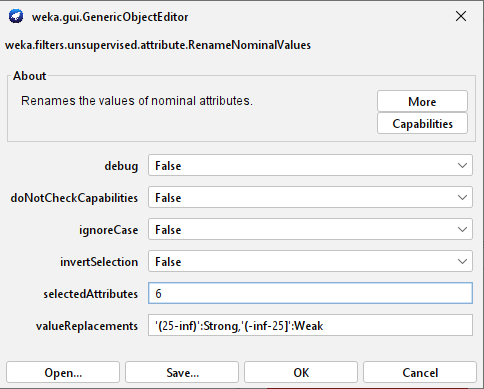 weka.gui.GenericObjectEditor
weka.filters.unsupervised.attribute.RenameNominalValues
About
Renames the values of nominal attributes.
More
Capabilities
debug False
doNotCheckCapabilities False
ignoreCase False
invertSelection False
selectedAttributes 6
valueReplacements '(25-inf)':Strong,'(-inf-25]':Weak
Open... Save... OK Cancel